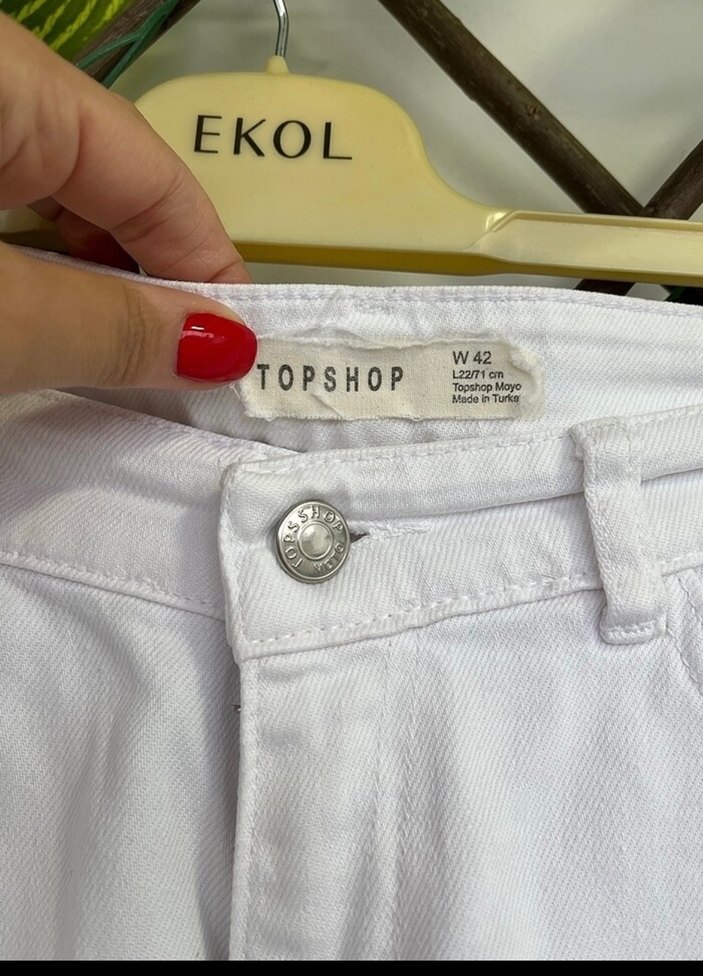 EKOL
TOPSHOP
W 42
L22/71 cm
Topshop Moyo
Made in Turke
TOPSHOP